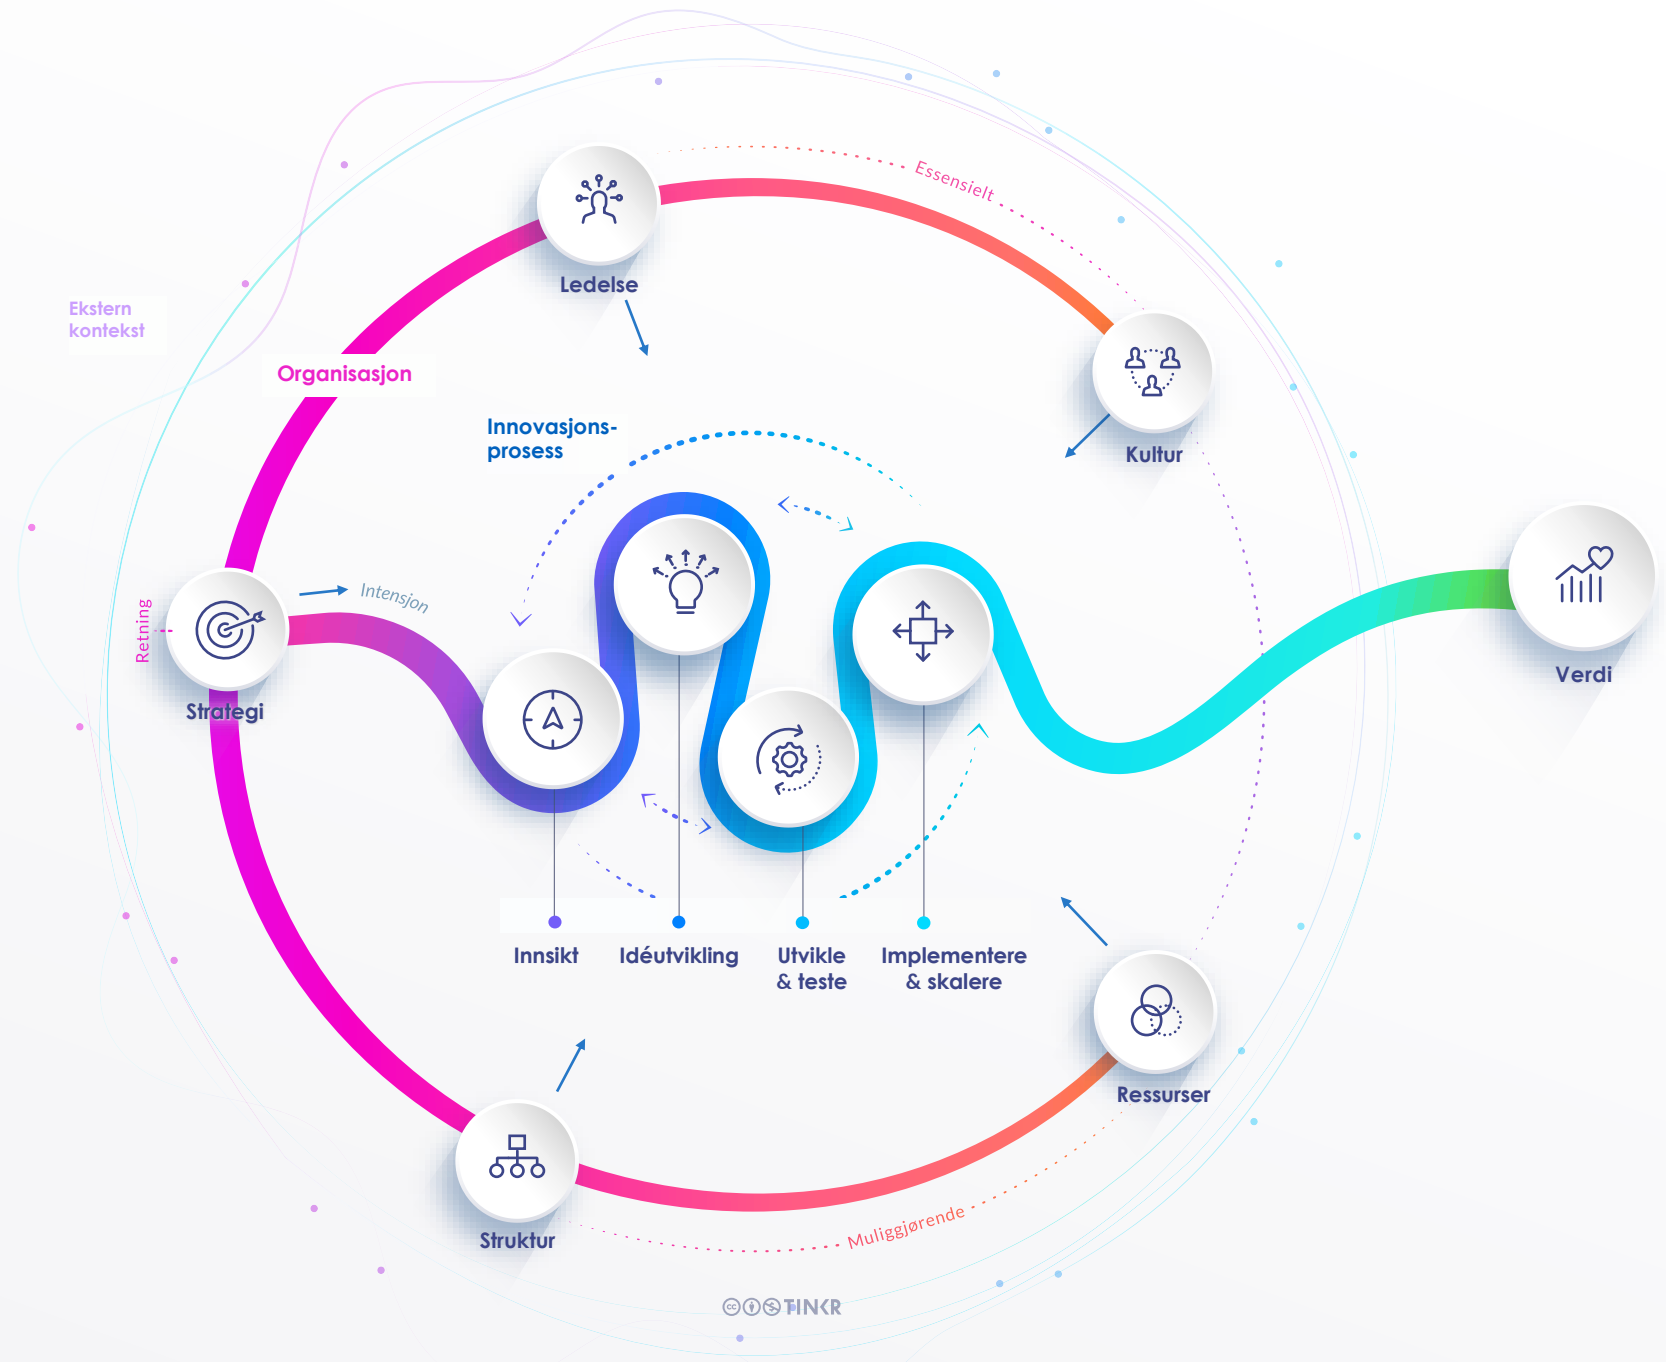 Essensielt
Ledelse
Ekstern
kontekst
Organisasjon
Innovasjons-
prosess
Kultur
Retning
Intensjon
Strategi
Verdi
Innsikt
Idéutvikling
Utvikle
& teste
Implementere
& skalere
Ressurser
Struktur
Muliggjørende
cc
TINKR